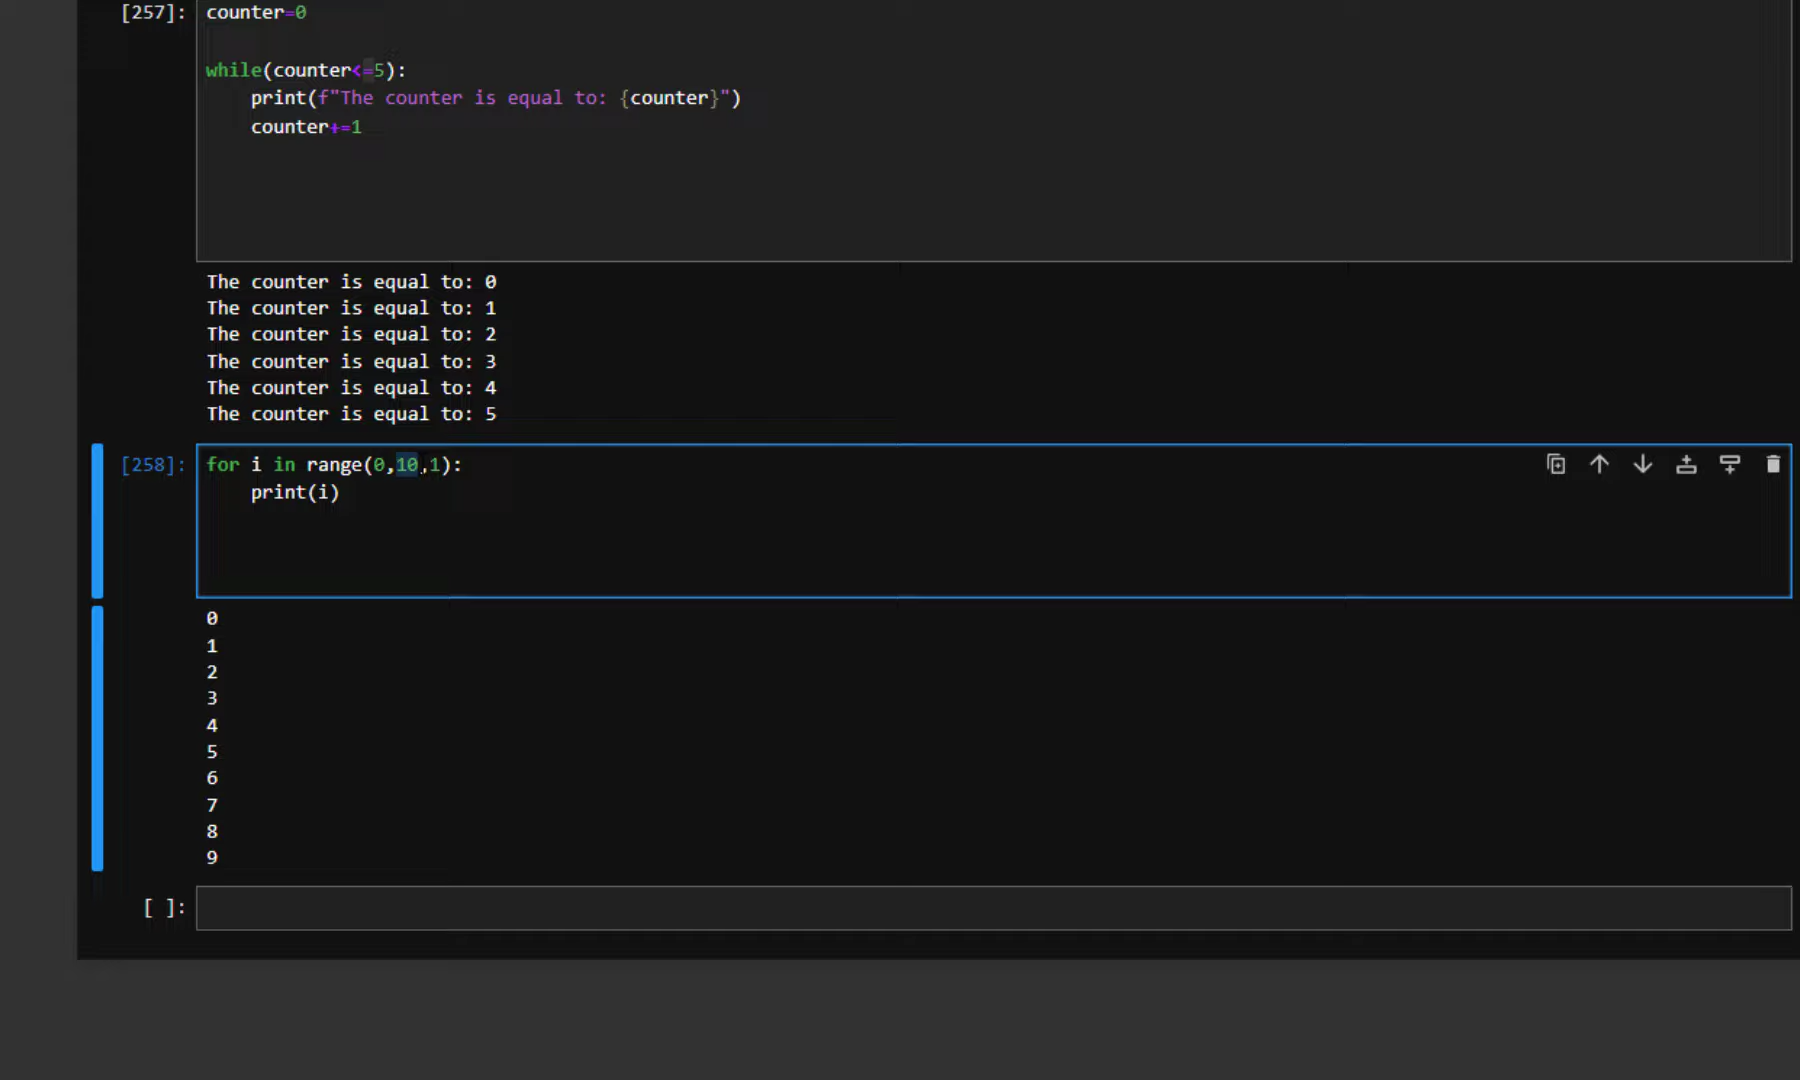 [257]: counter=0
while(counter<=5):
print(f"The counter is equal to: {counter}")
counter+=1
The counter is equal to: 0
The counter is equal to: 1
The counter is equal to: 2
The counter is equal to: 3
The counter is equal to: 4
The counter is equal to: 5
[258]: for i in range(0,10,1):
print(i)
0
1
2
3
4
5
6
7
8
9
[ ]: